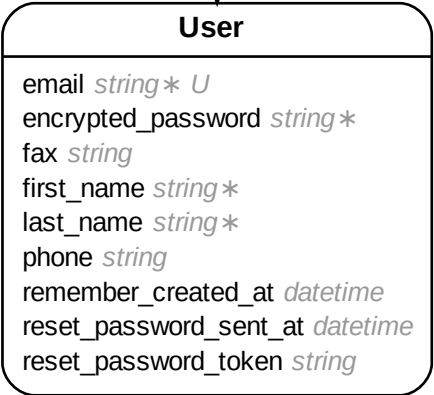 User
email string∗ U
encrypted_password string∗
fax string
first_name string∗
last_name string∗
phone string
remember_created_at datetime
reset_password_sent_at datetime
reset_password_token string